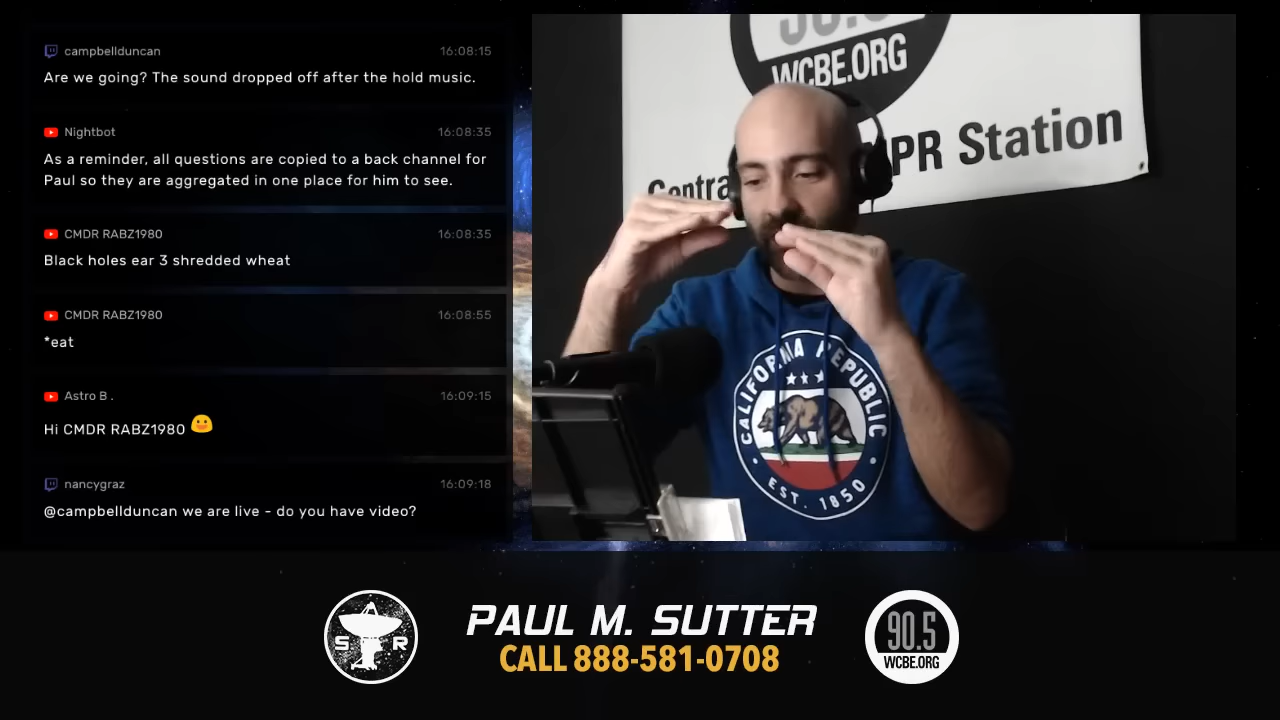 campbellduncan 16:08:15
Are we going? The sound dropped off after the hold music.
Nightbot 16:08:35
As a reminder, all questions are copied to a back channel for
Paul so they are aggregated in one place for him to see.
CMDR RABZ1980 16:08:35
Black holes ear 3 shredded wheat
CMDR RABZ1980 16:08:55
*eat
Astro B . 16:09:15
Hi CMDR RABZ1980
nancygraz 16:09:18
@campbellduncan we are live - do you have video?
WCBE.ORG
Station
CALIFORNIA REPUBLIC
EST. 1850
S R
PAUL M. SUTTER
CALL 888-581-0708
90.5
WCBE.ORG